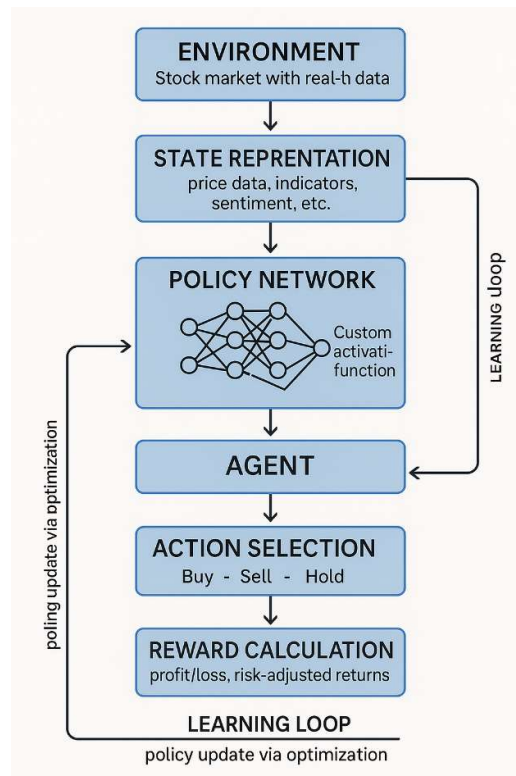 ENVIRONMENT
Stock market with real-h data
STATE REPRENTATION
price data, indicators,
sentiment, etc.
POLICY NETWORK
Custom
activati-
function
LEARNING
AGENT
ACTION SELECTION
Buy - Sell - Hold
REWARD CALCULATION
profit/loss, risk-adjusted returns
poling update via optimization
LEARNING LOOP
policy update via optimization